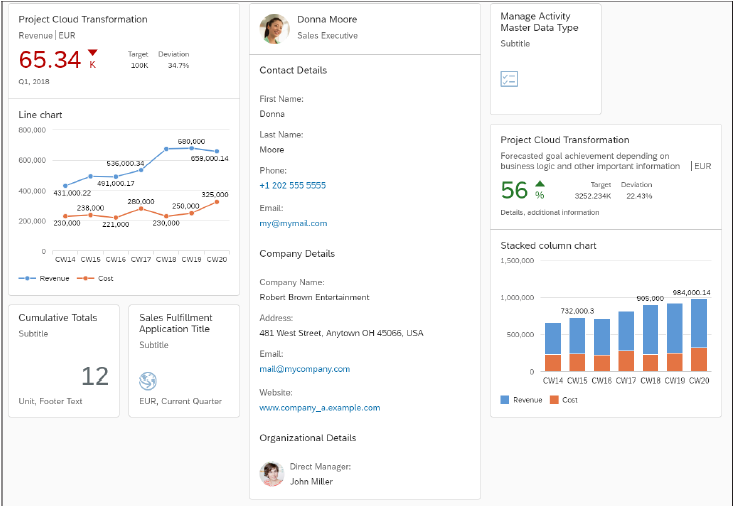 Project Cloud Transformation
Revenue | EUR
65.34
K
Target
100K
Deviation
34.7%
Q1, 2018
Line chart
800,000
600,000
400,000
200,000
0
431,000.22
491,000.17
536,000.34
680,000
659,000.14
230,000
238,000
221,000
280,000
230,000
250,000
325,000
CW14 CW15 CW16 CW17 CW18 CW19 CW20
Revenue Cost
Cumulative Totals
Subtitle
12
Unit, Footer Text
Sales Fulfillment
Application Title
Subtitle
EUR, Current Quarter
Donna Moore
Sales Executive
Contact Details
First Name:
Donna
Last Name:
Moore
Phone:
+1 202 555 5555
Email:
my@mymail.com
Company Details
Company Name:
Robert Brown Entertainment
Address:
481 West Street, Anytown OH 45066, USA
Email:
mail@mycompany.com
Website:
www.company_a.example.com
Organizational Details
Direct Manager:
John Miller
Manage Activity
Master Data Type
Subtitle
Project Cloud Transformation
Forecasted goal achievement depending on
business logic and other important information | EUR
56
%
Target
3252.234K
Deviation
22.43%
Details, additional information
Stacked column chart
1,500,000
1,000,000
500,000
0
732,000.3
905,000
984,000.14
CW14 CW15 CW16 CW17 CW18 CW19 CW20
Revenue Cost